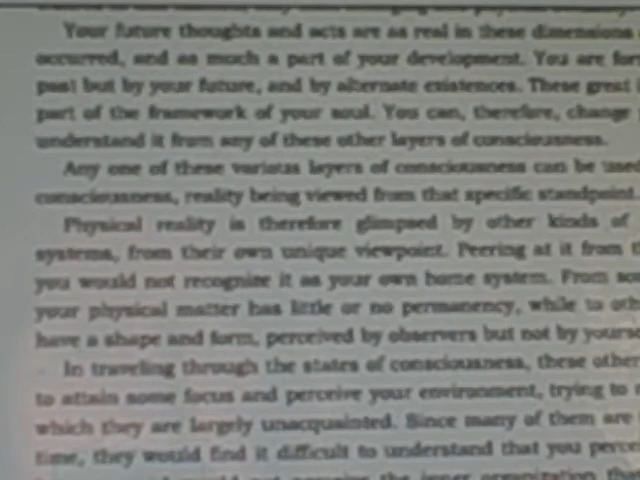 Your future thoughts and acts are as real in these dimensions
occurred, and as much a part of your development. You are
past but by your future, and by alternate existences. These great
part of the framework of your soul. You can, therefore, change
understand it from any of these other layers of consciousness.
Any one of these various layers of consciousness can be used
consciousness, reality being viewed from that specific standpoint.
Physical reality is therefore glimpsed by other kinds of
systems, from their own unique viewpoint. Peering at it from
you would not recognize it as your own home system. From
your physical matter has little or no permanency, while to
have a shape and form, perceived by observers but not by
In traveling through the states of consciousness, these other
to attain some focus and perceive your environment, trying to
which they are largely unacquainted. Since many of them are
time, they would find it difficult to understand that you
the inner organization